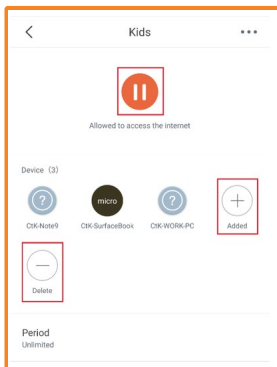 Kids
Allowed to access the internet
Device (3)
micro
CtK-Note9
CtK-SurfaceBook
CtK-WORK-PC
Added
Delete
Period
Unlimited